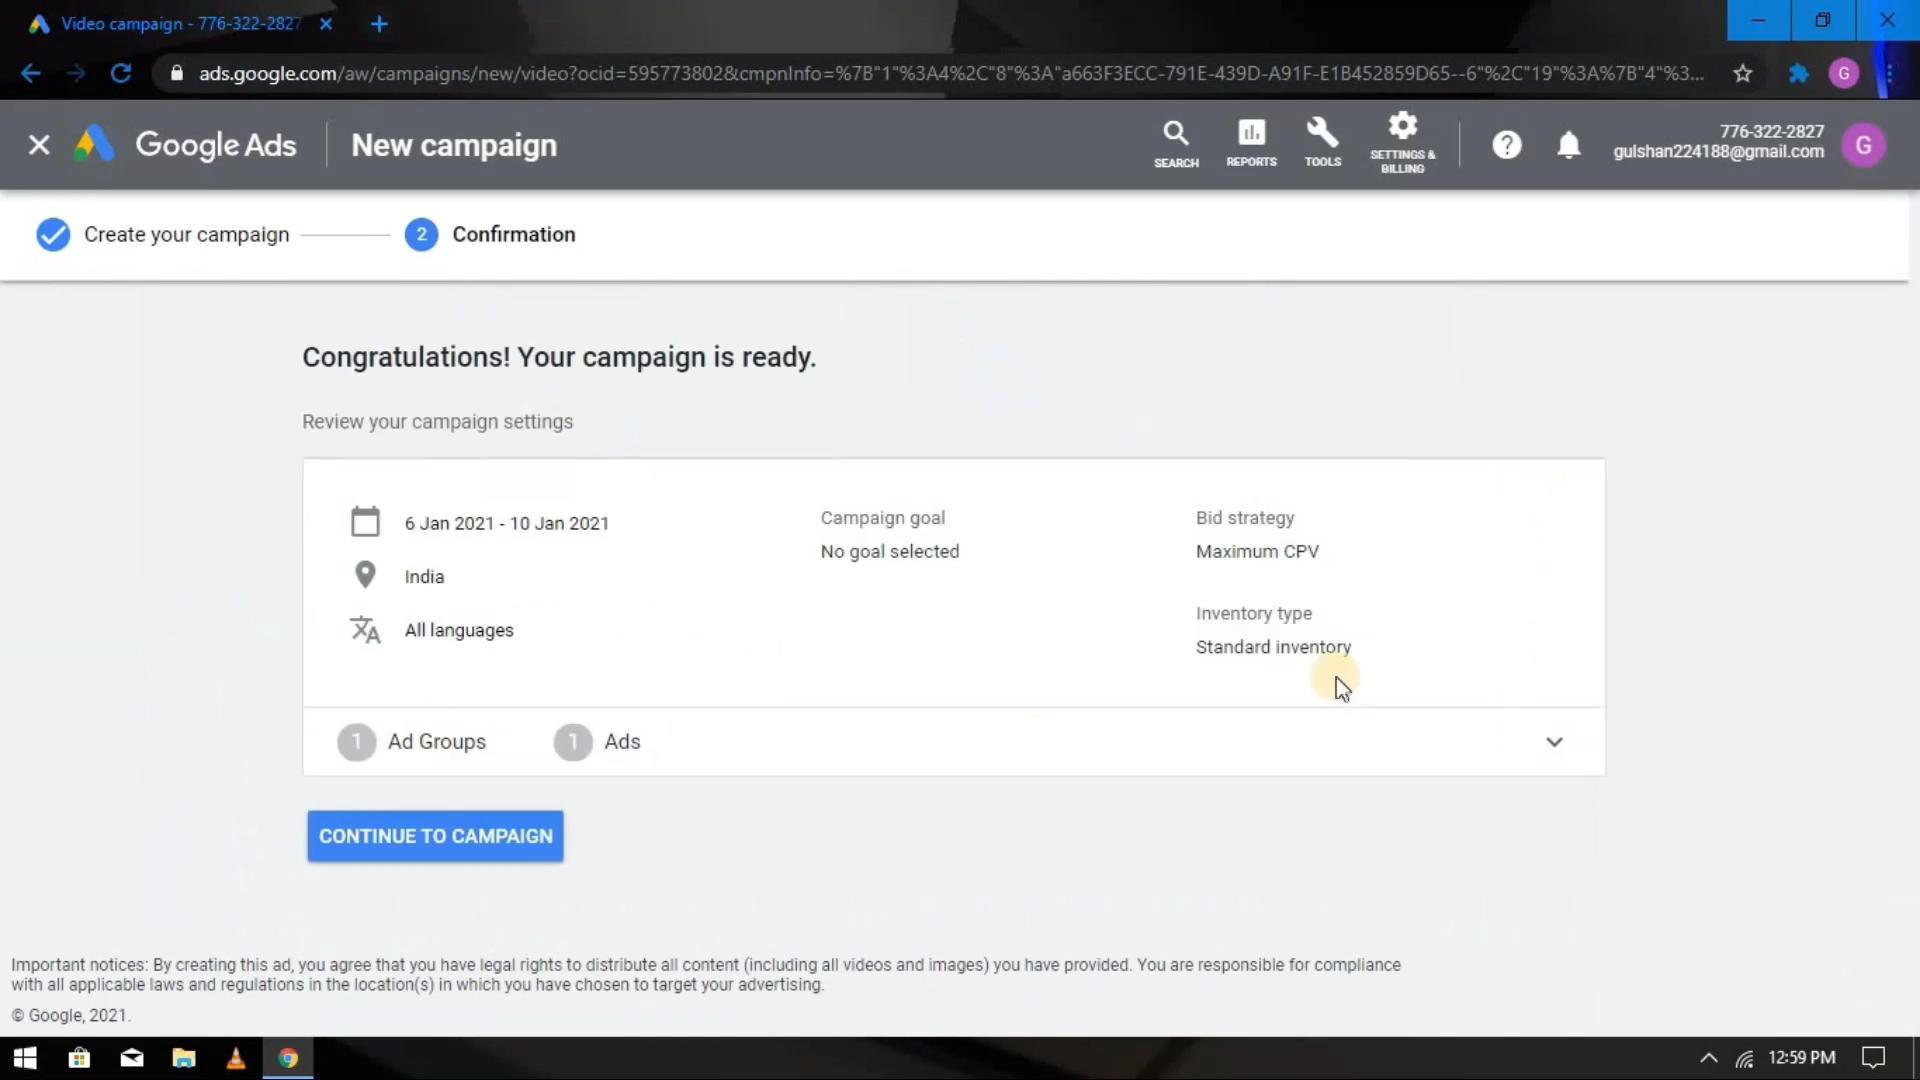 Video campaign - 776-322-2827
ads.google.com/aw/campaigns/new/video?ocid=595773802&cmpnInfo=%7B"1"%3A4%2C"8"%3A"a663F3ECC-791E-439D-A91F-E1B452859D65--6"%2C"19"%3A%7B"4"%3...
G
Google Ads
New campaign
SEARCH
REPORTS
TOOLS
SETTINGS &
BILLING
776-322-2827
gulshan224188@gmail.com
G
Create your campaign
2 Confirmation
Congratulations! Your campaign is ready.
Review your campaign settings
6 Jan 2021 - 10 Jan 2021
India
All languages
Campaign goal
No goal selected
Bid strategy
Maximum CPV
Inventory type
Standard inventory
1 Ad Groups
1 Ads
CONTINUE TO CAMPAIGN
Important notices: By creating this ad, you agree that you have legal rights to distribute all content (including all videos and images) you have provided. You are responsible for compliance
with all applicable laws and regulations in the location(s) in which you have chosen to target your advertising.
© Google, 2021.
12:59 PM